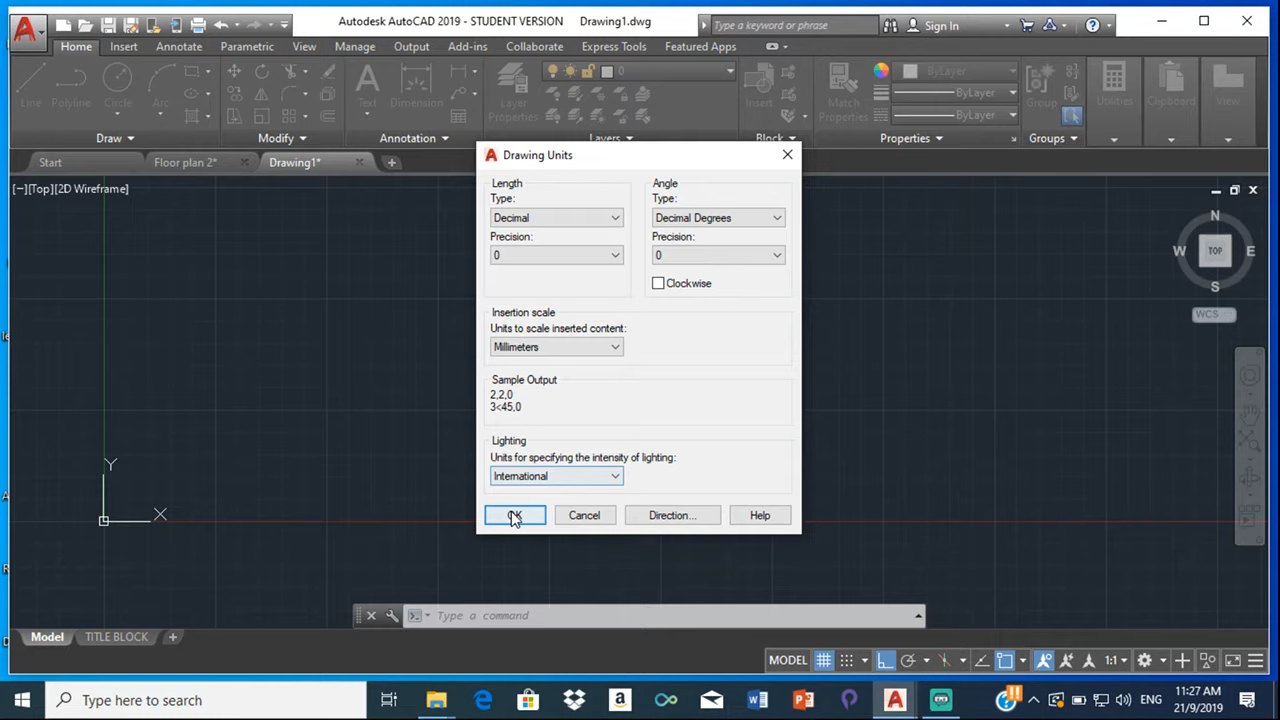 Autodesk AutoCAD 2019 - STUDENT VERSION Drawing1.dwg
Type a keyword or phrase
Sign In
Home Insert Annotate Parametric View Manage Output Add-ins Collaborate Express Tools Featured Apps
Line Polyline Circle Arc
Text Dimension
Layer Properties
0
Insert
Match Properties
ByLayer
ByLayer
ByLayer
Group
Utilities
Clipboard
View
Draw Modify Annotation Layers Block Properties Groups
Start Floor plan 2* Drawing1*
[−][Top][2D Wireframe]
Drawing Units
Length
Type:
Decimal
Precision:
0
Angle
Type:
Decimal Degrees
Precision:
0
Clockwise
Insertion scale
Units to scale inserted content:
Millimeters
Sample Output
2,2,0
3<45,0
Lighting
Units for specifying the intensity of lighting:
International
OK Cancel Direction... Help
N
W TOP E
S
WCS
Y
X
Type a command
Model TITLE BLOCK
MODEL 1:1
Type here to search
ENG
11:27 AM
21/9/2019